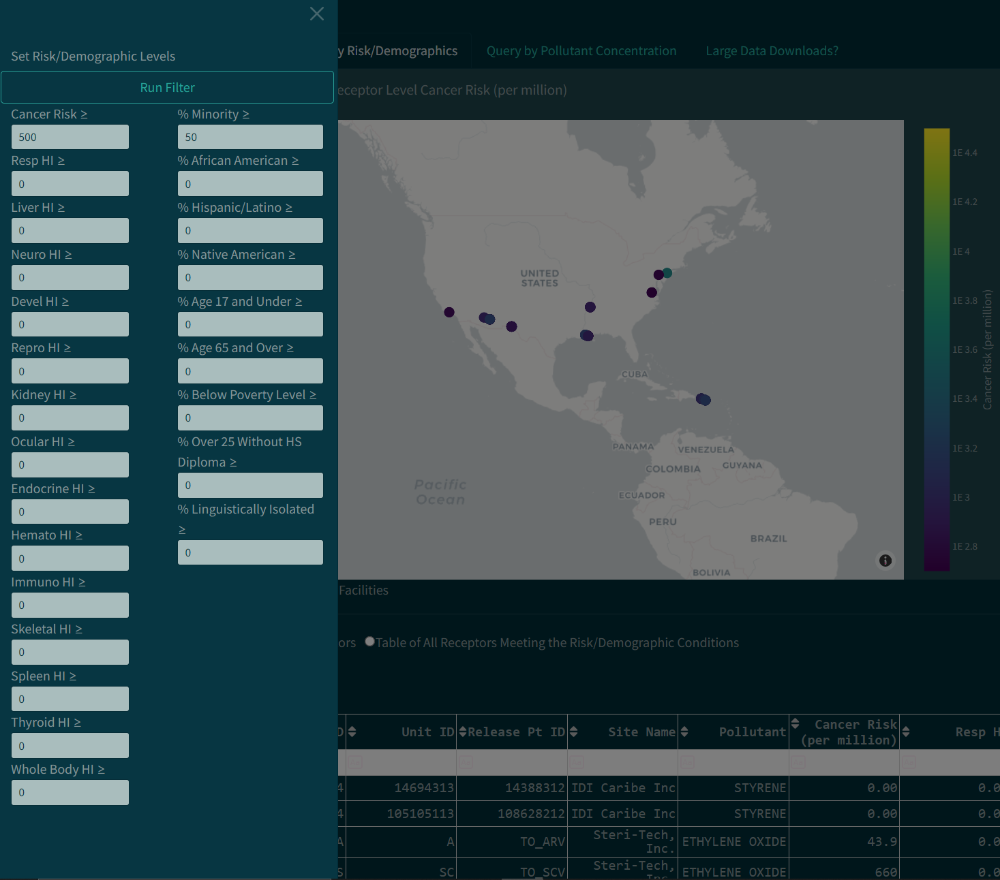 Set Risk/Demographic Levels
Run Filter
Cancer Risk ≥
500
Resp HI ≥
0
Liver HI ≥
0
Neuro HI ≥
0
Devel HI ≥
0
Repro HI ≥
0
Kidney HI ≥
0
Ocular HI ≥
0
Endocrine HI ≥
0
Hemato HI ≥
0
Immuno HI ≥
0
Skeletal HI ≥
0
Spleen HI ≥
0
Thyroid HI ≥
0
Whole Body HI ≥
0
% Minority ≥
50
% African American ≥
0
% Hispanic/Latino ≥
0
% Native American ≥
0
% Age 17 and Under ≥
0
% Age 65 and Over ≥
0
% Below Poverty Level ≥
0
% Over 25 Without HS
Diploma ≥
0
% Linguistically Isolated
≥
0
y Risk/Demographics
Query by Pollutant Concentration
Large Data Downloads?
eceptor Level Cancer Risk (per million)
UNITED
STATES
CUBA
PANAMA
VENEZUELA
COLOMBIA
GUYANA
Pacific
Ocean
ECUADOR
PERU
BRAZIL
BOLIVIA
1E 4.4
1E 4.2
1E 4
1E 3.8
1E 3.6
1E 3.4
1E 3.2
1E 3
1E 2.8
Cancer Risk (per million)
Facilities
ors
Table of All Receptors Meeting the Risk/Demographic Conditions
D Unit ID Release Pt ID Site Name Pollutant Cancer Risk (per million) Resp H
4 14694313 14388312 IDI Caribe Inc STYRENE 0.00 0.0
4 105105113 108628212 IDI Caribe Inc STYRENE 0.00 0.0
A A TO_ARV Steri-Tech, Inc. ETHYLENE OXIDE 43.9 0.0
S SC TO_SCV Steri-Tech, Inc. ETHYLENE OXIDE 660 0.0